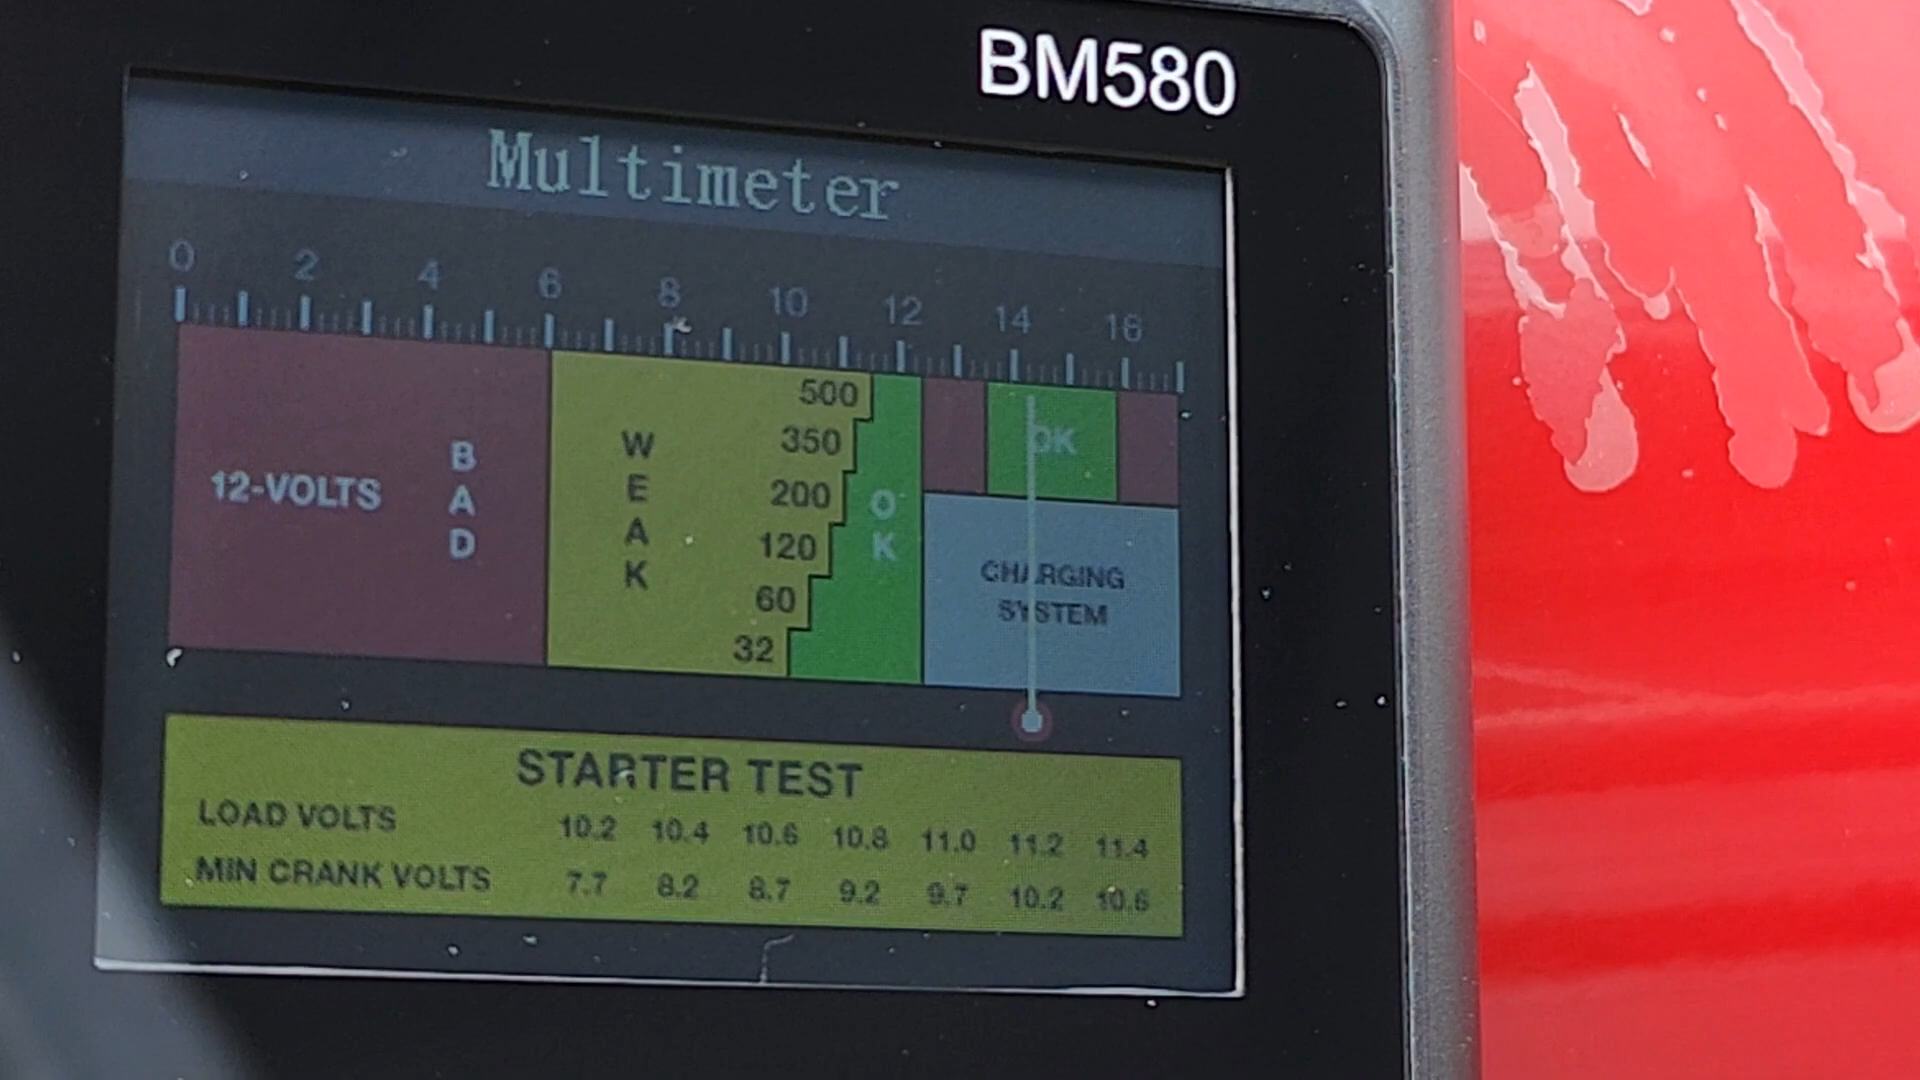 BM580
Multimeter
0 2 4 6 8 10 12 14 16
12-VOLTS
BAD
WEAK
500
350
200
120
60
32
OK
OK
CHARGING
SYSTEM
STARTER TEST
LOAD VOLTS 10.2 10.4 10.6 10.8 11.0 11.2 11.4
MIN CRANK VOLTS 7.7 8.2 8.7 9.2 9.7 10.2 10.6